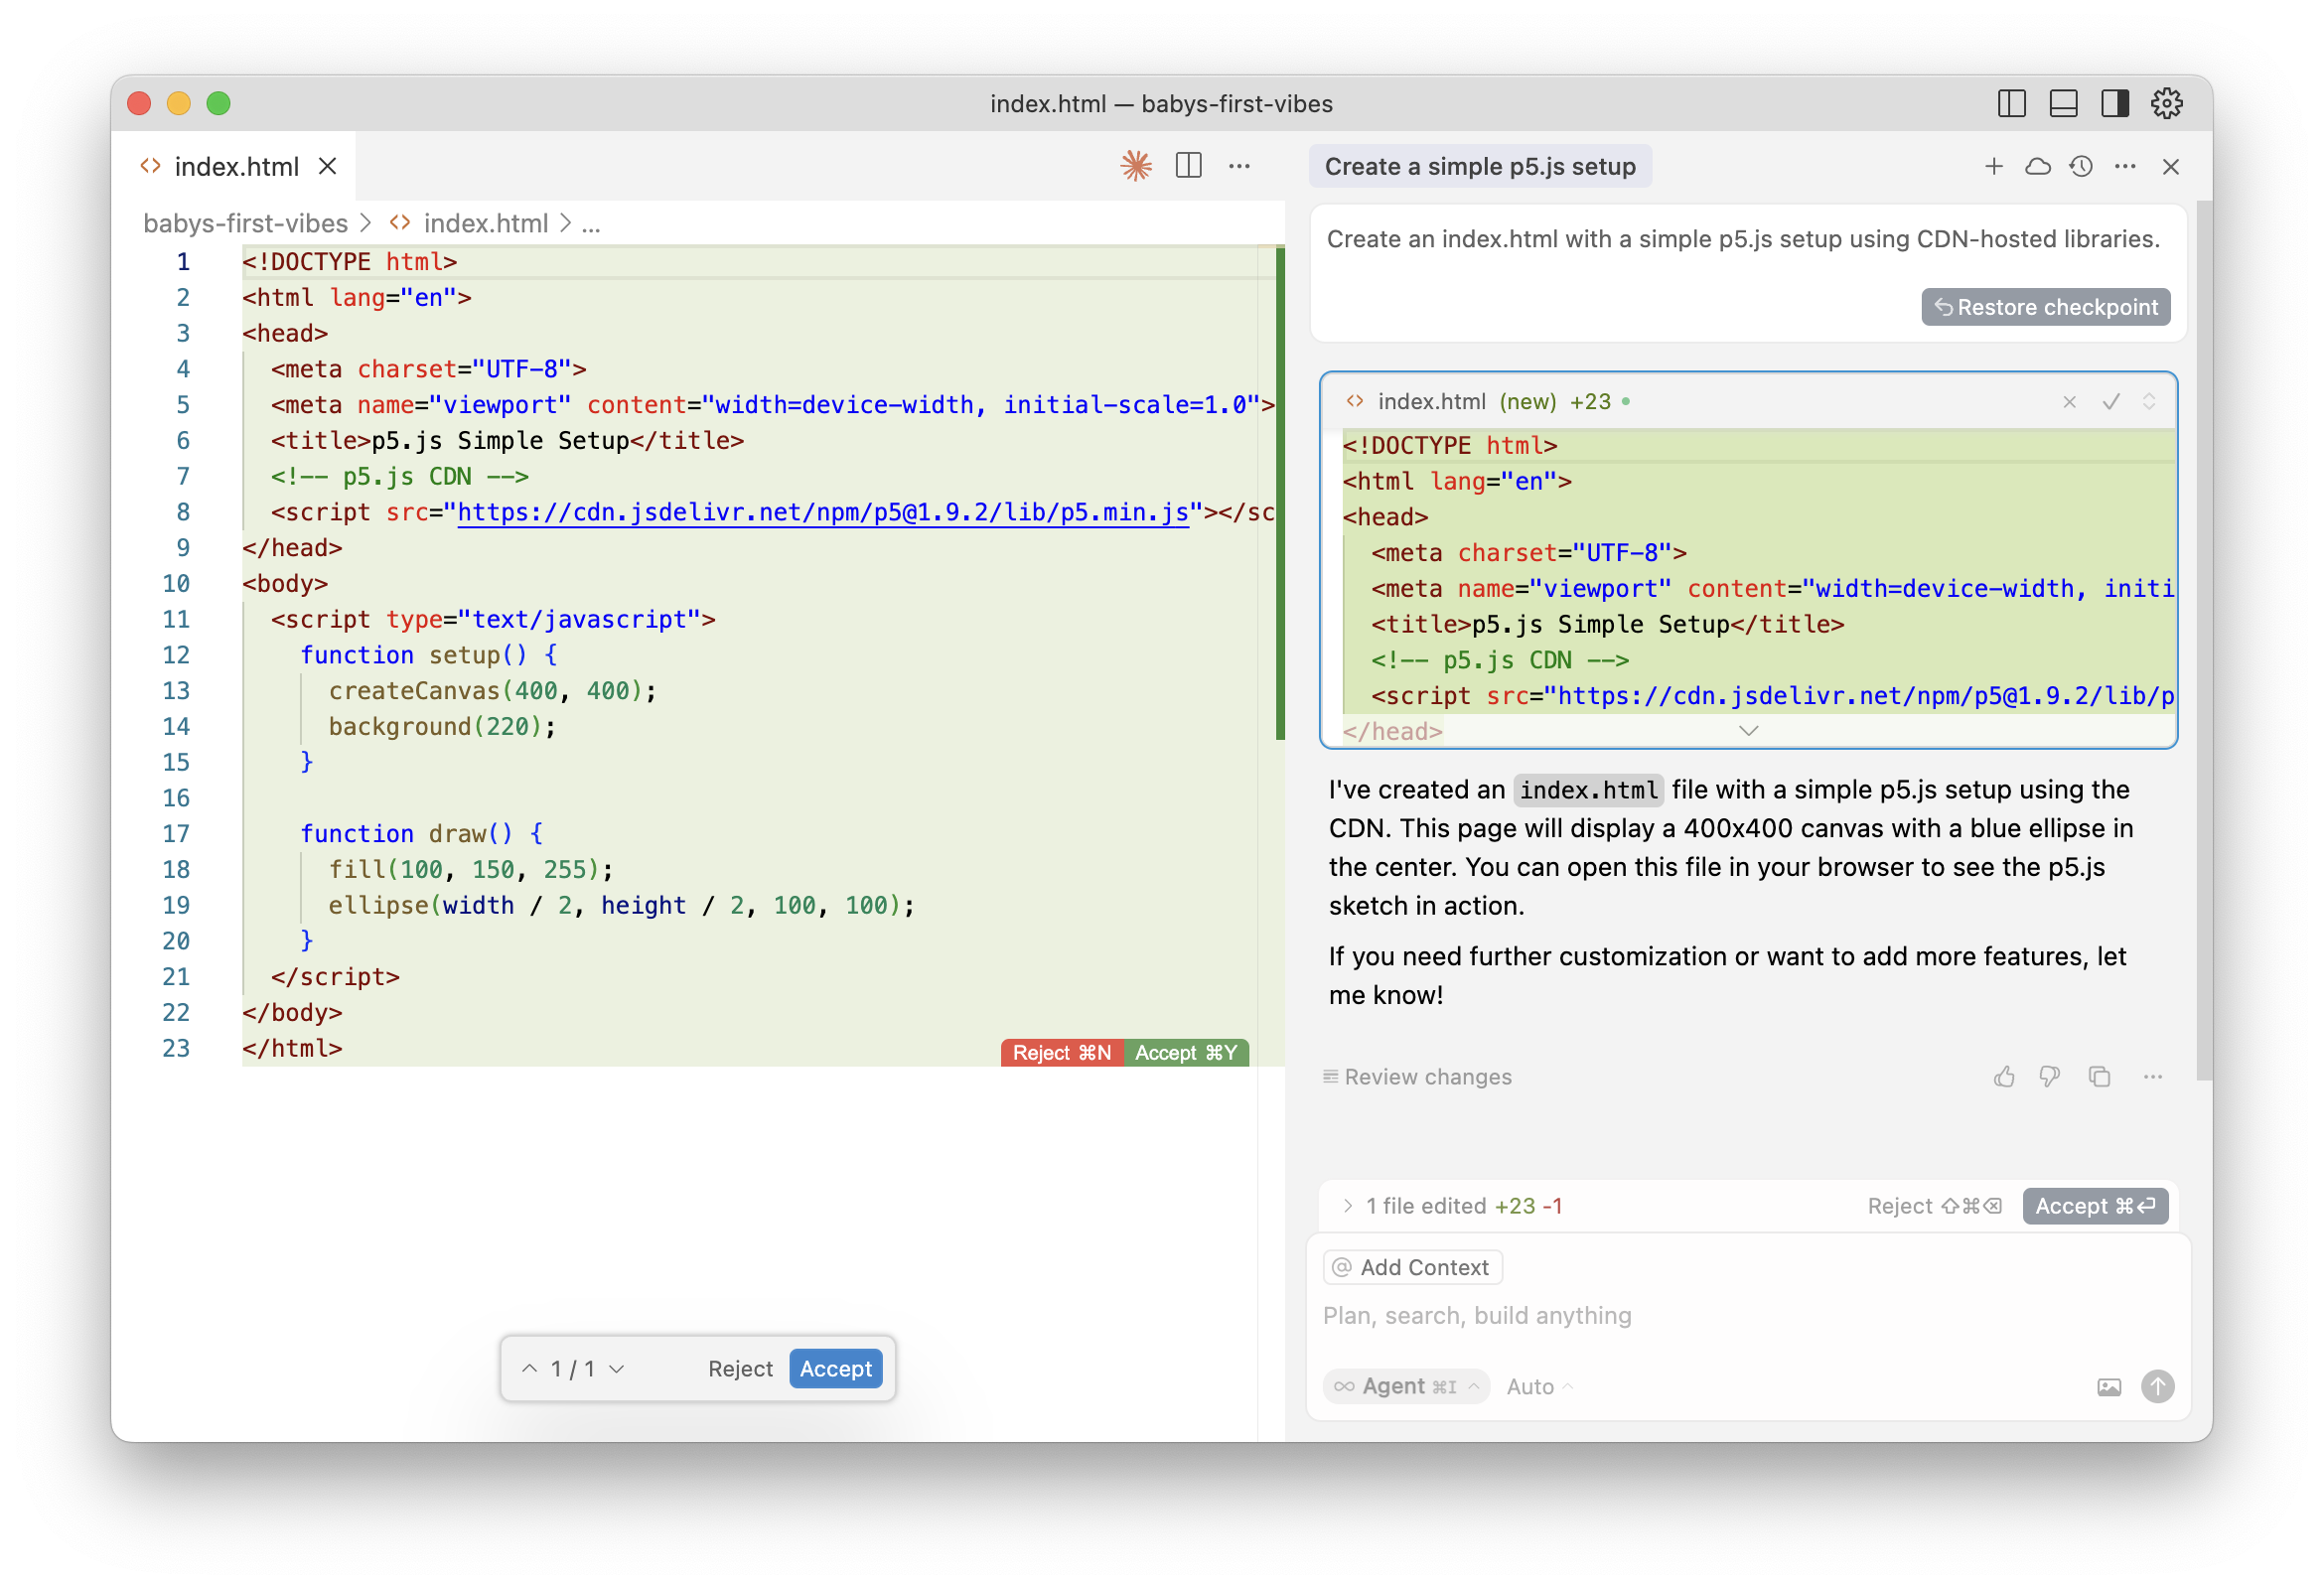 index.html — babys-first-vibes
index.html
babys-first-vibes > index.html > ...
1 <!DOCTYPE html>
2 <html lang="en">
3 <head>
4 <meta charset="UTF-8">
5 <meta name="viewport" content="width=device-width, initial-scale=1.0">
6 <title>p5.js Simple Setup</title>
7 <!-- p5.js CDN -->
8 <script src="https://cdn.jsdelivr.net/npm/p5@1.9.2/lib/p5.min.js"></sc
9 </head>
10 <body>
11 <script type="text/javascript">
12 function setup() {
13 createCanvas(400, 400);
14 background(220);
15 }
16
17 function draw() {
18 fill(100, 150, 255);
19 ellipse(width / 2, height / 2, 100, 100);
20 }
21 </script>
22 </body>
23 </html>
Reject ⌘N Accept ⌘Y
1 / 1 Reject Accept
Create a simple p5.js setup
Create an index.html with a simple p5.js setup using CDN-hosted libraries.
Restore checkpoint
index.html (new) +23
<!DOCTYPE html>
<html lang="en">
<head>
<meta charset="UTF-8">
<meta name="viewport" content="width=device-width, initi
<title>p5.js Simple Setup</title>
<!-- p5.js CDN -->
<script src="https://cdn.jsdelivr.net/npm/p5@1.9.2/lib/p
</head>
I've created an index.html file with a simple p5.js setup using the
CDN. This page will display a 400x400 canvas with a blue ellipse in
the center. You can open this file in your browser to see the p5.js
sketch in action.
If you need further customization or want to add more features, let
me know!
Review changes
1 file edited +23 -1 Reject ⇧⌘⌫ Accept ⌘⏎
@ Add Context
Plan, search, build anything
∞ Agent ⌘I Auto